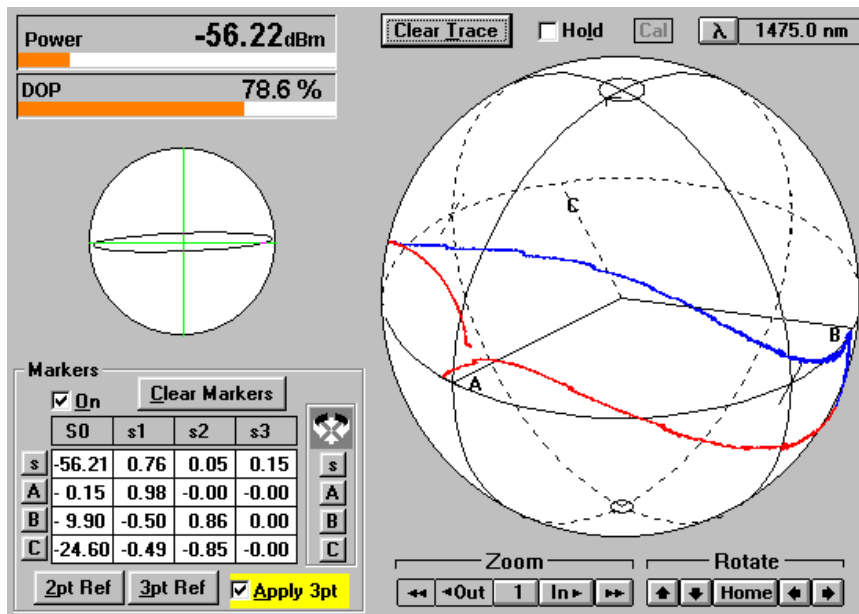 Power -56.22dBm
DOP 78.6 %
Clear Trace Hold Cal λ 1475.0 nm
C
B
A
Markers
On Clear Markers
S0 s1 s2 s3
s -56.21 0.76 0.05 0.15 s
A - 0.15 0.98 -0.00 -0.00 A
B - 9.90 -0.50 0.86 0.00 B
C -24.60 -0.49 -0.85 -0.00 C
2pt Ref 3pt Ref Apply 3pt
Zoom Rotate
Out 1 In Home